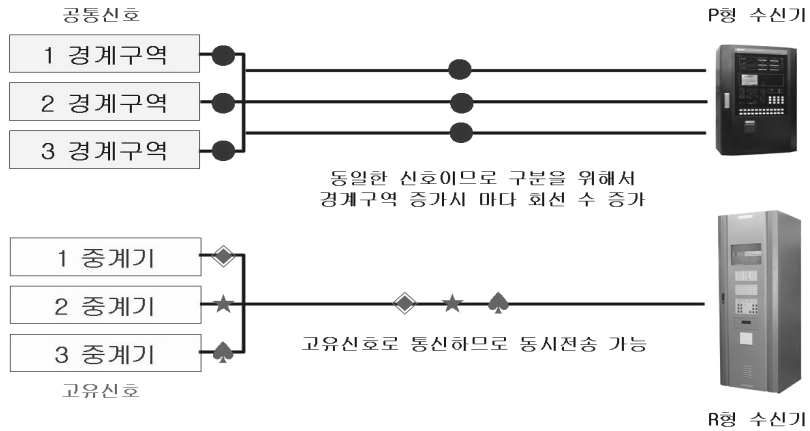 공통신호
P형 수신기
1 경계구역
2 경계구역
3 경계구역
동일한 신호이므로 구분을 위해서
경계구역 증가시 마다 회선 수 증가
1 중계기
2 중계기
3 중계기
고유신호로 통신하므로 동시전송 가능
고유신호
R형 수신기